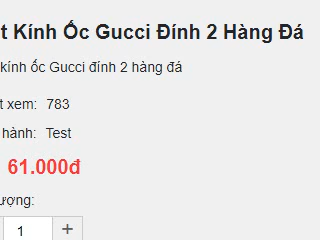 t Kính Ốc Gucci Đính 2 Hàng Đá
kính ốc Gucci đính 2 hàng đá
t xem: 783
hành: Test
61.000đ
ượng:
1 +